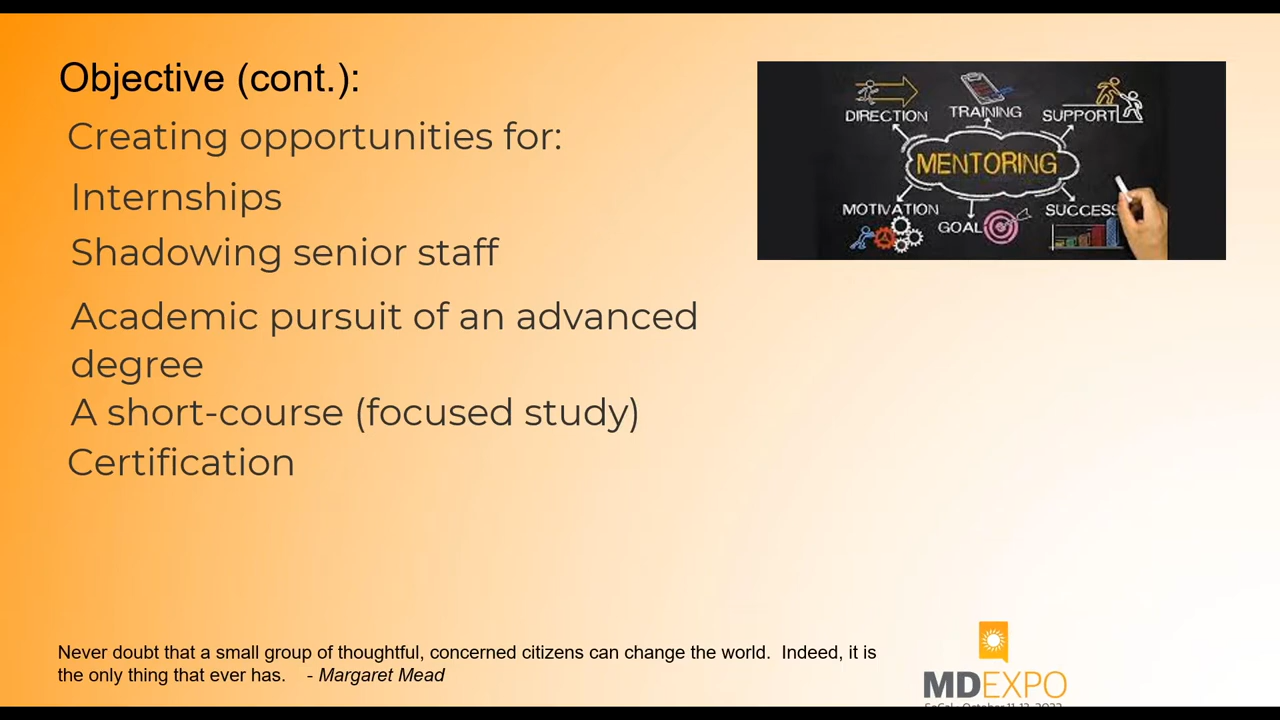 Objective (cont.):
Creating opportunities for:
Internships
Shadowing senior staff
Academic pursuit of an advanced
degree
A short-course (focused study)
Certification
DIRECTION
TRAINING
SUPPORT
MENTORING
MOTIVATION
GOAL
SUCCESS
Never doubt that a small group of thoughtful, concerned citizens can change the world. Indeed, it is
the only thing that ever has. - Margaret Mead
MDEXPO